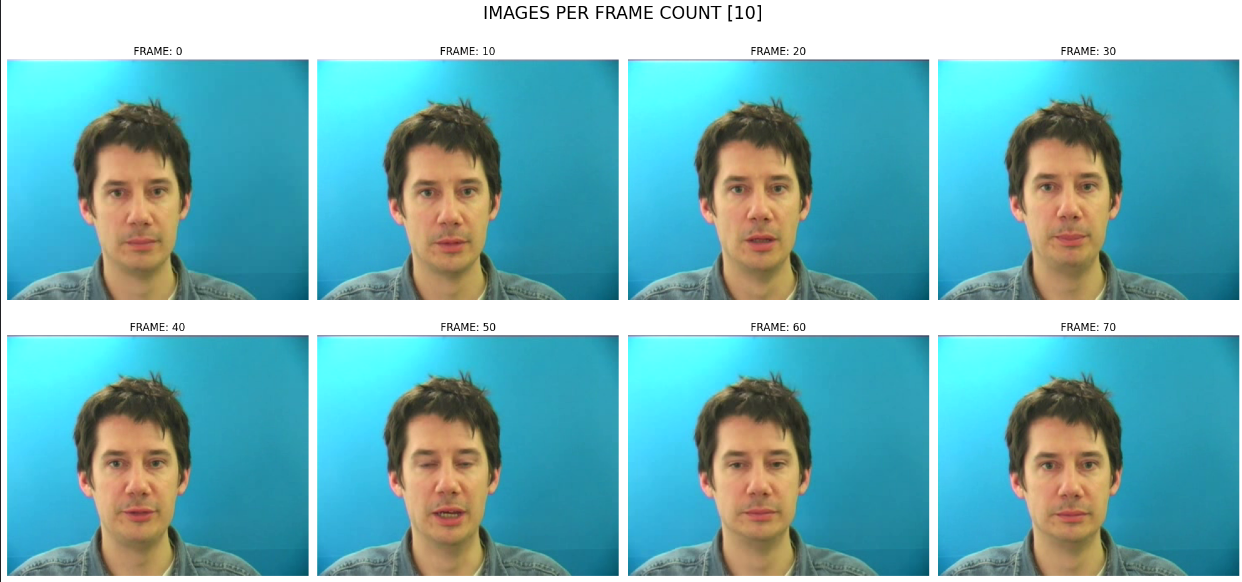 IMAGES PER FRAME COUNT [10]
FRAME: 0
FRAME: 10
FRAME: 20
FRAME: 30
FRAME: 40
FRAME: 50
FRAME: 60
FRAME: 70